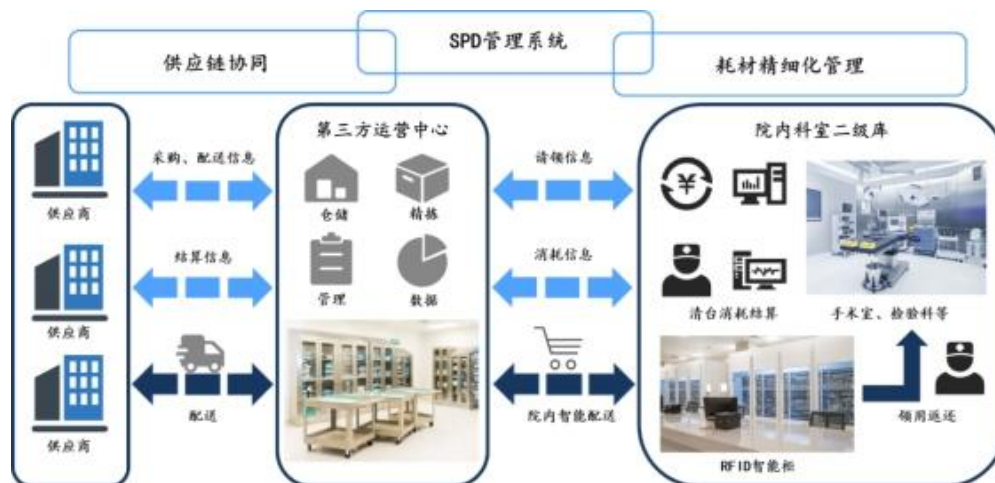 SPD管理系统
供应链协同
耗材精细化管理
供应商
供应商
供应商
采购、配送信息
结算信息
配送
第三方运营中心
仓储
精拣
管理
数据
请领信息
消耗信息
院内智能配送
院内科室二级库
清台消耗结算
手术室、检验科等
RFID智能柜
领用返还